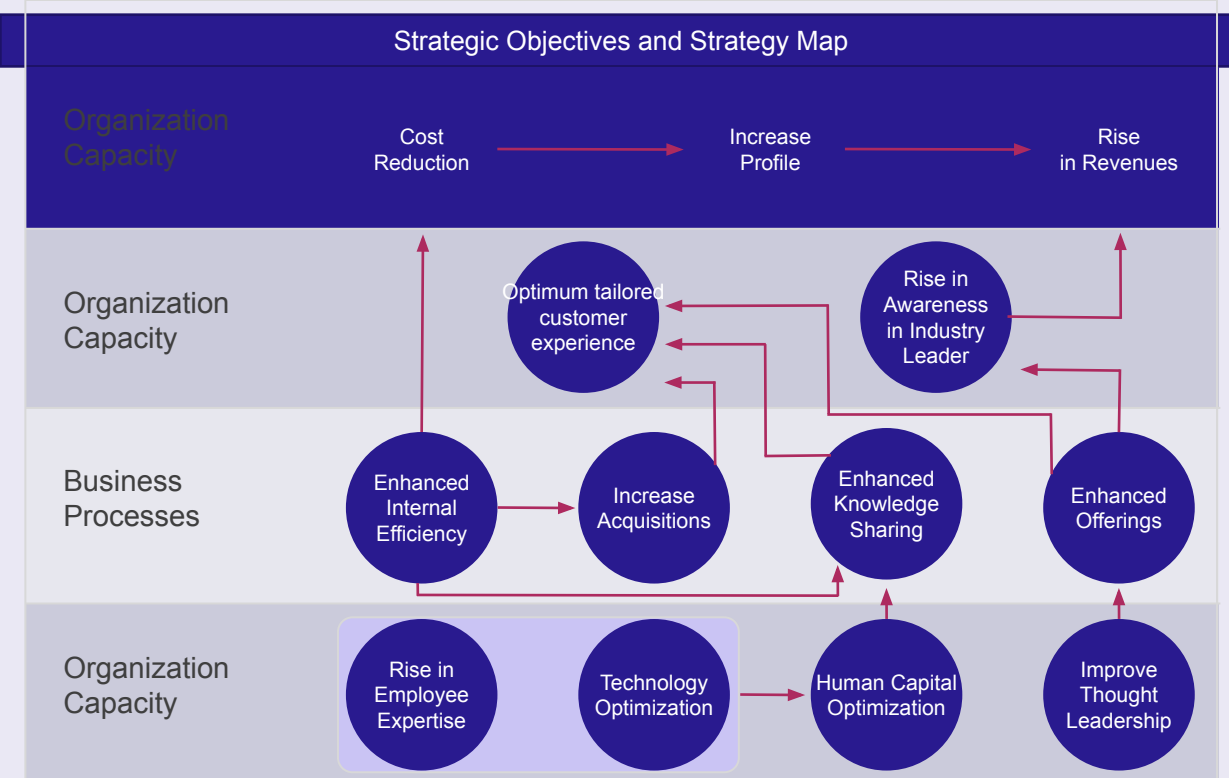 Strategic Objectives and Strategy Map
Organization
Capacity
Cost
Reduction
Increase
Profile
Rise
in Revenues
Organization
Capacity
Optimum tailored
customer
experience
Rise in
Awareness
in Industry
Leader
Business
Processes
Enhanced
Internal
Efficiency
Increase
Acquisitions
Enhanced
Knowledge
Sharing
Enhanced
Offerings
Organization
Capacity
Rise in
Employee
Expertise
Technology
Optimization
Human Capital
Optimization
Improve
Thought
Leadership